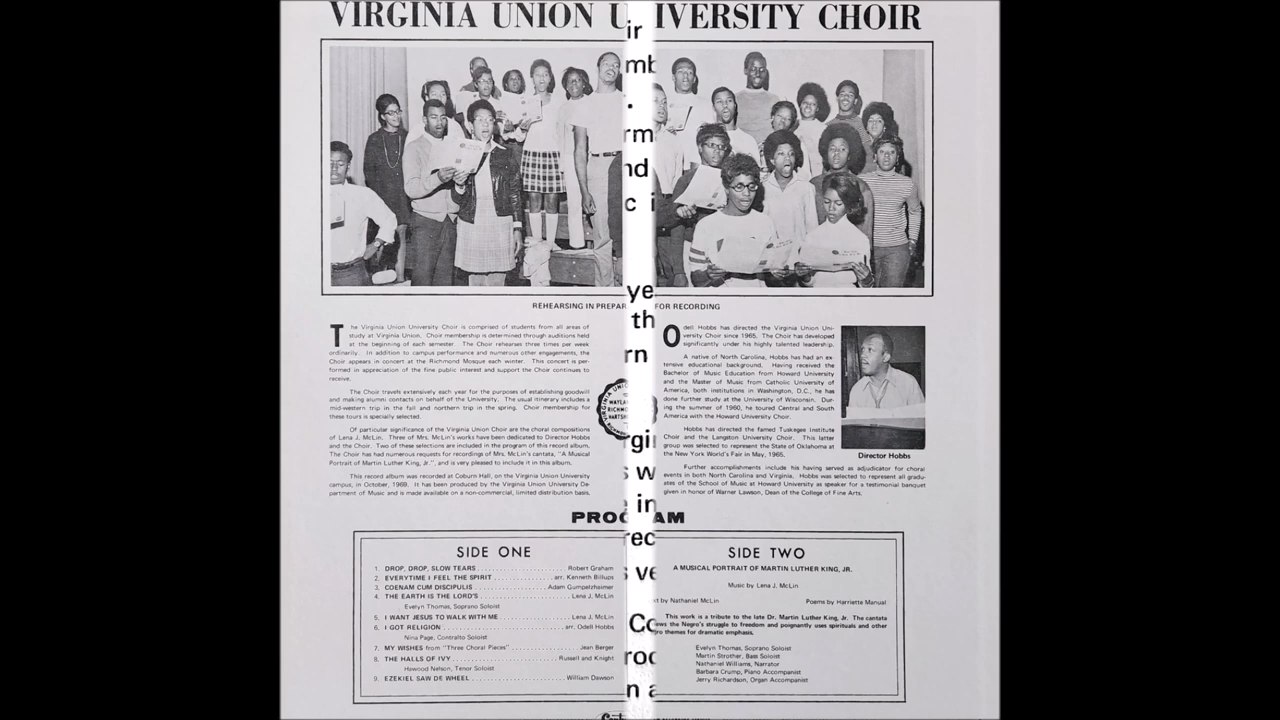 VIRGINIA UNION U IVERSITY CHOIR
REHEARSING IN PREPAR FOR RECORDING
The Virginia Union University Choir is comprised of students from all areas of
study at Virginia Union. Choir membership is determined through auditions held
at the beginning of each semester. The Choir rehearses three times per week
ordinarily. In addition to campus performance and numerous other engagements, the
Choir appears in concert at the Richmond Mosque each winter. This concert is per-
formed in appreciation of the fine public interest and support the Choir continues to
receive.
The Choir travels extensively each year for the purposes of establishing goodwill
and making alumni contacts on behalf of the University. The usual itinerary includes a
mid-western trip in the fall and northern trip in the spring. Choir membership for
these tours is specially selected.
Of particular significance of the Virginia Union University Choir are the choral compositions
of Lena J. McLin. Three of Mrs. McLin's works have been dedicated to Director Hobbs
and the Choir. Two of these selections are included in the program of this record album.
The Choir has had numerous requests for recordings of Mrs. McLin's cantata, "A Musical
Portrait of Martin Luther King, Jr.", and is very pleased to include it in this album.
This record album was recorded at Coburn Hall, on the Virginia Union University
campus, in October, 1969. It has been produced by the Virginia Union University De-
partment of Music and is made available on a non-commercial, limited distribution basis.
ir
mb
.
rm
nd
c i
ye
th
rn
gi
s w
in
rec
s ve
Co
roc
n a
Odell Hobbs has directed the Virginia Union Uni-
versity Choir since 1965. The Choir has developed
significantly under his highly talented leadership.
A native of North Carolina, Hobbs has had an ex-
tensive educational background. Having received the
Bachelor of Music Education from Howard University
and the Master of Music from Catholic University of
America, both institutions in Washington, D.C., he has
done further study at the University of Wisconsin. Dur-
ing the summer of 1960, he toured Central and South
America with the Howard University Choir.
Hobbs has directed the famed Tuskegee Institute
Choir and the Langston University Choir. This latter
group was selected to represent the State of Oklahoma at
the New York World's Fair in May, 1965.
Director Hobbs
Further accomplishments include his having served as adjudicator for choral
events in both North Carolina and Virginia. Hobbs was selected to represent all gradu-
ates of the School of Music at Howard University as speaker for a testimonial banquet
given in honor of Warner Lawson, Dean of the College of Fine Arts.
PROG AM
SIDE ONE
1. DROP, DROP, SLOW TEARS Robert Graham
2. EVERYTIME I FEEL THE SPIRIT arr. Kenneth Billups
3. COENAM CUM DISCIPULIS Adam Gumpelzhaimer
4. THE EARTH IS THE LORD'S Lena J. McLin
Evelyn Thomas, Soprano Soloist
5. I WANT JESUS TO WALK WITH ME Lena J. McLin
6. I GOT RELIGION arr. Odell Hobbs
Nina Page, Contralto Soloist
7. MY WISHES from "Three Choral Pieces" Jean Berger
8. THE HALLS OF IVY Russell and Knight
Hawood Nelson, Tenor Soloist
9. EZEKIEL SAW DE WHEEL William Dawson
SIDE TWO
A MUSICAL PORTRAIT OF MARTIN LUTHER KING, JR.
Music by Lena J. McLin
by Nathaniel McLin Poems by Harriette Manual
This work is a tribute to the late Dr. Martin Luther King, Jr. The cantata
ews the Negro's struggle to freedom and poignantly uses spirituals and other
ro themes for dramatic emphasis.
Evelyn Thomas, Soprano Soloist
Martin Strother, Bass Soloist
Nathaniel Williams, Narrator
Barbara Crump, Piano Accompanist
Jerry Richardson, Organ Accompanist